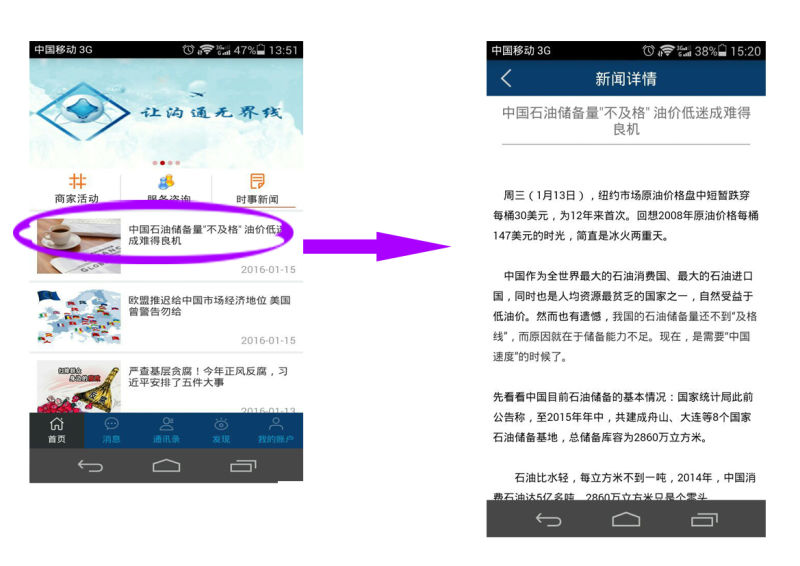 中国移动 3G
47%
13:51
让沟通无界线
商家活动
服务咨询
时事新闻
中国石油储备量"不及格" 油价低迷
成难得良机
2016-01-15
欧盟推迟给中国市场经济地位 美国
曾警告勿给
2016-01-15
严查基层贪腐！今年正风反腐，习
近平安排了五件大事
2016-01-13
首页
消息
通讯录
发现
我的账户
中国移动 3G
38%
15:20
新闻详情
中国石油储备量"不及格" 油价低迷成难得
良机
周三（1月13日），纽约市场原油价格盘中短暂跌穿
每桶30美元，为12年来首次。回想2008年原油价格每桶
147美元的时光，简直是冰火两重天。
中国作为全世界最大的石油消费国、最大的石油进口
国，同时也是人均资源最贫乏的国家之一，自然受益于
低油价。然而也有遗憾，我国的石油储备量还不到"及格
线"，而原因就在于储备能力不足。现在，是需要"中国
速度"的时候了。
先看看中国目前石油储备的基本情况：国家统计局此前
公告称，至2015年年中，共建成舟山、大连等8个国家
石油储备基地，总储备库容为2860万立方米。
石油比水轻，每立方米不到一吨，2014年，中国消
费石油达5亿多吨，2860万立方米只是个零头